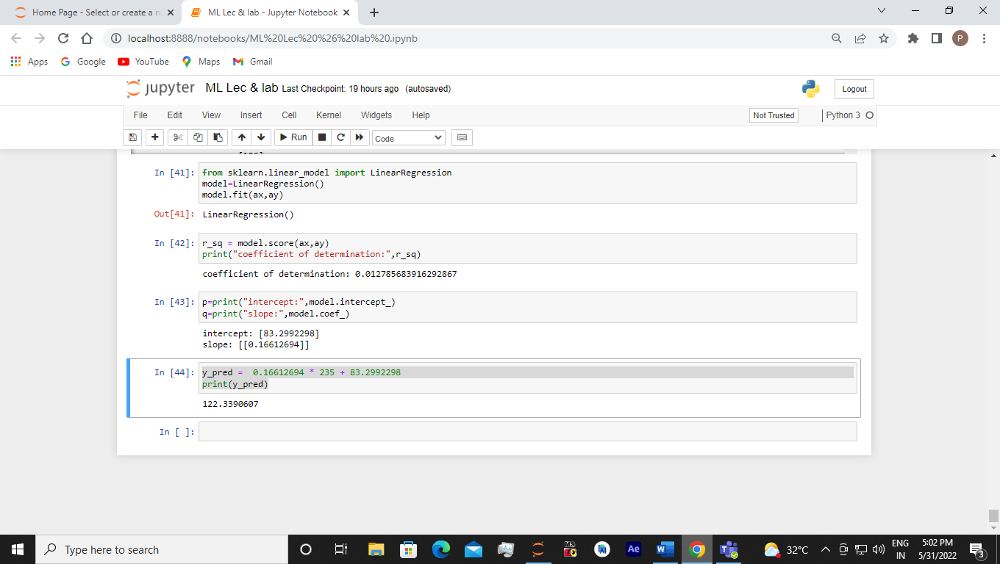 Home Page - Select or create a n
ML Lec & lab - Jupyter Notebook
localhost:8888/notebooks/ML%20Lec%20%26%20lab%20.ipynb
P
Apps Google YouTube Maps Gmail
jupyter ML Lec & lab Last Checkpoint: 19 hours ago (autosaved)
Logout
File Edit View Insert Cell Kernel Widgets Help
Not Trusted
Python 3
Run
Code
In [41]: from sklearn.linear_model import LinearRegression
model=LinearRegression()
model.fit(ax,ay)
Out[41]: LinearRegression()
In [42]: r_sq = model.score(ax,ay)
print("coefficient of determination:",r_sq)
coefficient of determination: 0.012785683916292867
In [43]: p=print("intercept:",model.intercept_)
q=print("slope:",model.coef_)
intercept: [83.2992298]
slope: [[0.16612694]]
In [44]: y_pred =  0.16612694 * 235 + 83.2992298
print(y_pred)
122.3390607
In [ ]:
Type here to search
Ae
32°C
ENG
IN
5:02 PM
5/31/2022
3